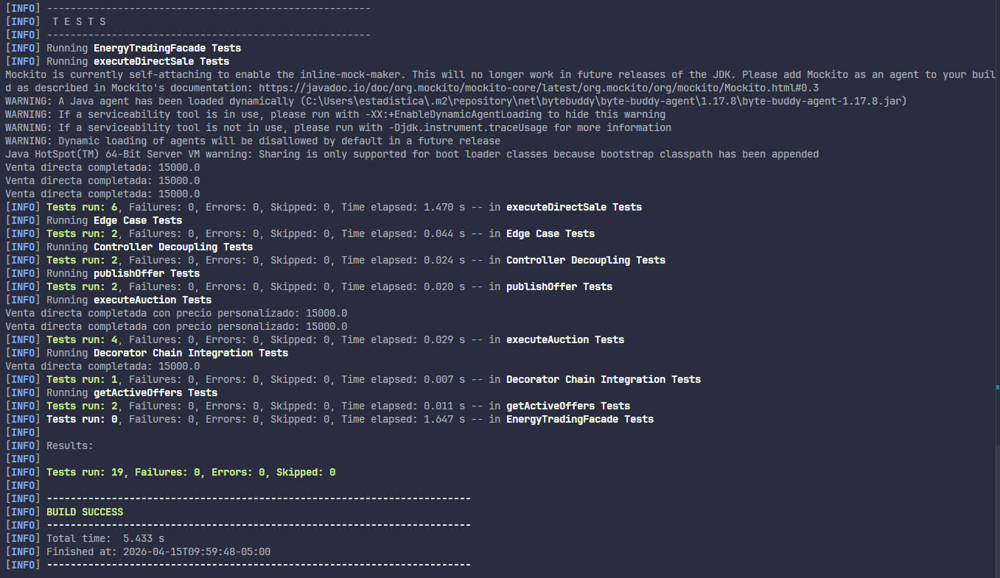 [INFO] -------------------------------------------------------
[INFO]  T E S T S
[INFO] -------------------------------------------------------
[INFO] Running EnergyTradingFacade Tests
[INFO] Running executeDirectSale Tests
Mockito is currently self-attaching to enable the inline-mock-maker. This will no longer work in future releases of the JDK. Please add Mockito as an agent to your buil
d as described in Mockito's documentation: https://javadoc.io/doc/org.mockito/mockito-core/latest/org.mockito/org/mockito/Mockito.html#0.3
WARNING: A Java agent has been loaded dynamically (C:\Users\estadistica\.m2\repository\net\bytebuddy\byte-buddy-agent\1.17.8\byte-buddy-agent-1.17.8.jar)
WARNING: If a serviceability tool is in use, please run with -XX:+EnableDynamicAgentLoading to hide this warning
WARNING: If a serviceability tool is not in use, please run with -Djdk.instrument.traceUsage for more information
WARNING: Dynamic loading of agents will be disallowed by default in a future release
Java HotSpot(TM) 64-Bit Server VM warning: Sharing is only supported for boot loader classes because bootstrap classpath has been appended
Venta directa completada: 15000.0
Venta directa completada: 15000.0
Venta directa completada: 15000.0
[INFO] Tests run: 6, Failures: 0, Errors: 0, Skipped: 0, Time elapsed: 1.470 s -- in executeDirectSale Tests
[INFO] Running Edge Case Tests
[INFO] Tests run: 2, Failures: 0, Errors: 0, Skipped: 0, Time elapsed: 0.044 s -- in Edge Case Tests
[INFO] Running Controller Decoupling Tests
[INFO] Tests run: 2, Failures: 0, Errors: 0, Skipped: 0, Time elapsed: 0.024 s -- in Controller Decoupling Tests
[INFO] Running publishOffer Tests
[INFO] Tests run: 2, Failures: 0, Errors: 0, Skipped: 0, Time elapsed: 0.020 s -- in publishOffer Tests
[INFO] Running executeAuction Tests
Venta directa completada con precio personalizado: 15000.0
Venta directa completada con precio personalizado: 15000.0
[INFO] Tests run: 4, Failures: 0, Errors: 0, Skipped: 0, Time elapsed: 0.029 s -- in executeAuction Tests
[INFO] Running Decorator Chain Integration Tests
Venta directa completada: 15000.0
[INFO] Tests run: 1, Failures: 0, Errors: 0, Skipped: 0, Time elapsed: 0.007 s -- in Decorator Chain Integration Tests
[INFO] Running getActiveOffers Tests
[INFO] Tests run: 2, Failures: 0, Errors: 0, Skipped: 0, Time elapsed: 0.011 s -- in getActiveOffers Tests
[INFO] Tests run: 0, Failures: 0, Errors: 0, Skipped: 0, Time elapsed: 1.647 s -- in EnergyTradingFacade Tests
[INFO]
[INFO] Results:
[INFO]
[INFO] Tests run: 19, Failures: 0, Errors: 0, Skipped: 0
[INFO]
[INFO] ------------------------------------------------------------------------
[INFO] BUILD SUCCESS
[INFO] ------------------------------------------------------------------------
[INFO] Total time:  5.433 s
[INFO] Finished at: 2026-04-15T09:59:48-05:00
[INFO] ------------------------------------------------------------------------